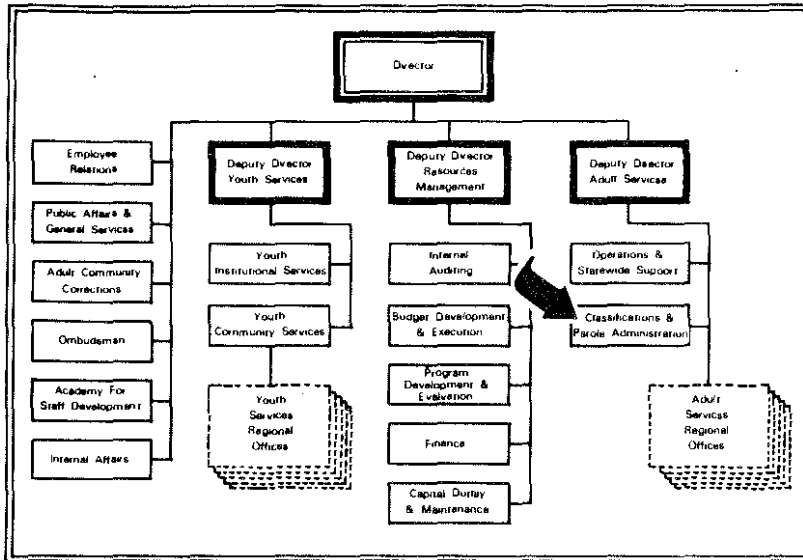 Director
Employee
Relations
Public Affairs &
General Services
Adult Community
Corrections
Ombudsman
Academy For
Staff Development
Internal Affairs
Deputy Director
Youth Services
Youth
Institutional Services
Youth
Community Services
Youth
Services
Regional
Offices
Deputy Director
Resources
Management
Internal
Auditing
Budget Development
& Execution
Program
Development &
Evaluation
Finance
Capital Outlay
& Maintenance
Deputy Director
Adult Services
Operations &
Statewide Support
Classifications &
Parole Administration
Adult
Services
Regional
Offices